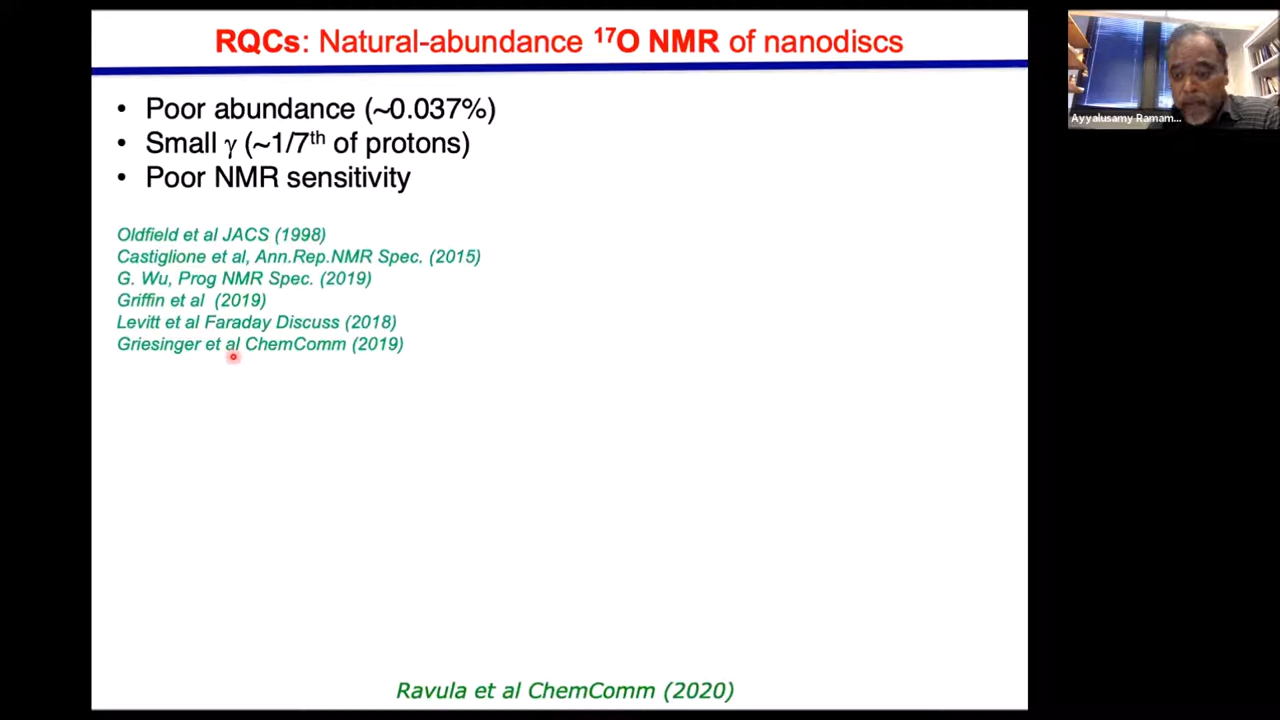 RQCs: Natural-abundance ¹⁷O NMR of nanodiscs
Ayyalusamy Ramam...
• Poor abundance (~0.037%)
• Small γ (~1/7ᵗʰ of protons)
• Poor NMR sensitivity
Oldfield et al JACS (1998)
Castiglione et al, Ann.Rep.NMR Spec. (2015)
G. Wu, Prog NMR Spec. (2019)
Griffin et al (2019)
Levitt et al Faraday Discuss (2018)
Griesinger et al ChemComm (2019)
Ravula et al ChemComm (2020)